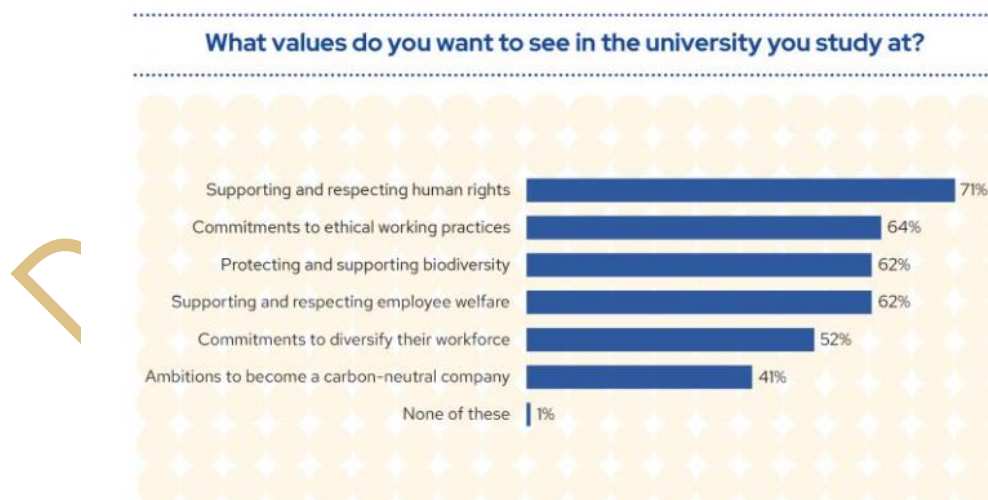 What values do you want to see in the university you study at?
Supporting and respecting human rights 71%
Commitments to ethical working practices 64%
Protecting and supporting biodiversity 62%
Supporting and respecting employee welfare 62%
Commitments to diversify their workforce 52%
Ambitions to become a carbon-neutral company 41%
None of these 1%